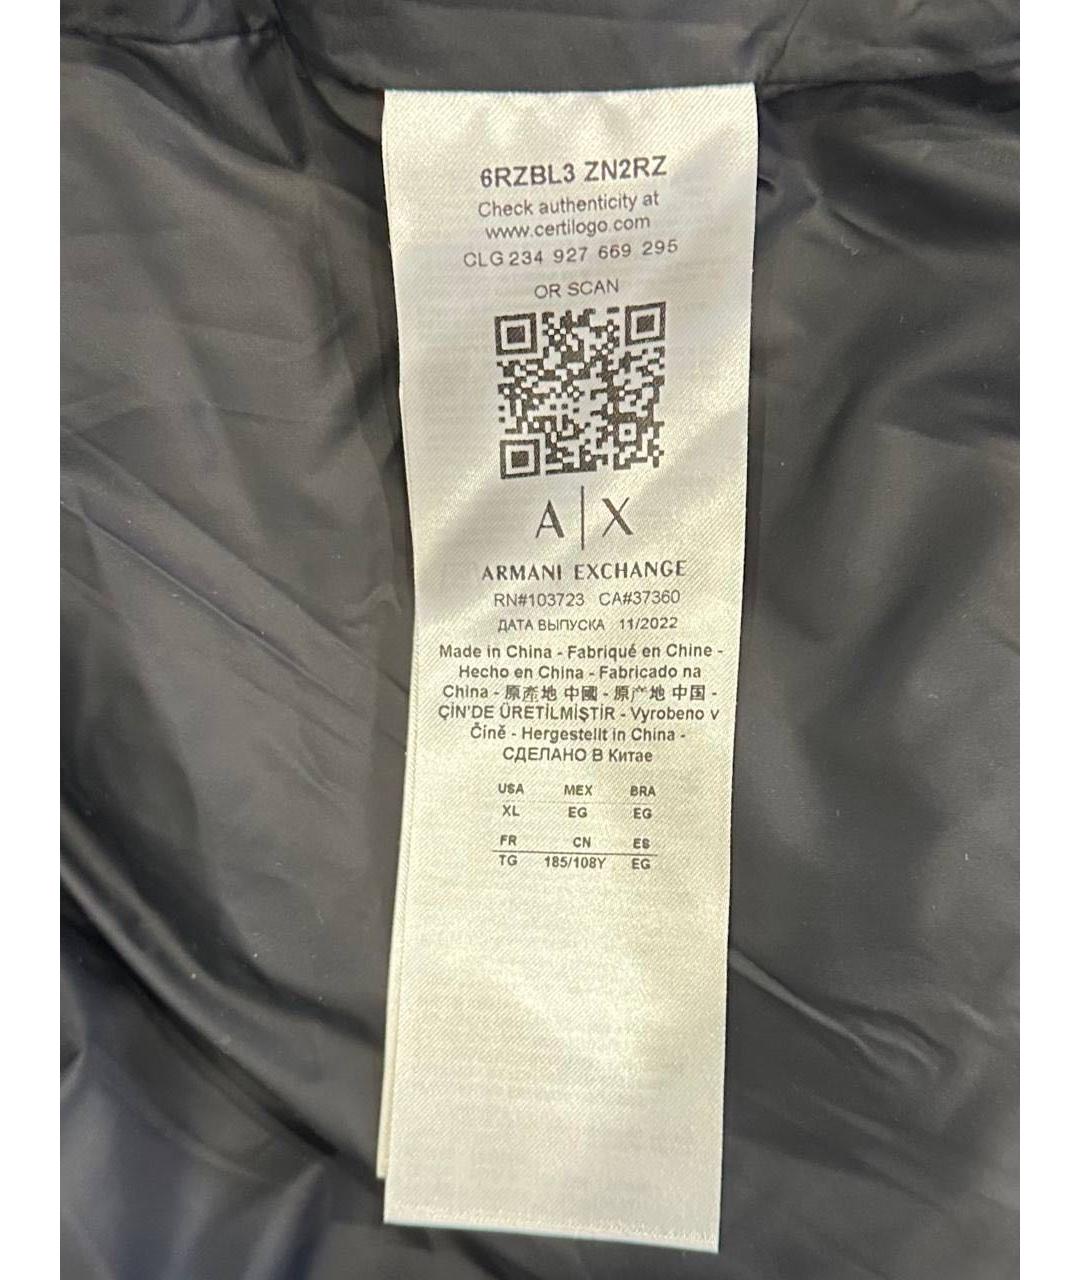 6RZBL3 ZN2RZ
Check authenticity at
www.certilogo.com
CLG 234 927 669 295
OR SCAN
A|X
ARMANI EXCHANGE
RN#103723 CA#37360
ДАТА ВЫПУСКА 11/2022
Made in China - Fabriqué en Chine -
Hecho en China - Fabricado na
China - 原產地 中國 - 原产地 中国 -
ÇİN'DE ÜRETİLMİŞTİR - Vyrobeno v
Čině - Hergestellt in China -
СДЕЛАНО В Китае
USA MEX BRA
XL EG EG
FR CN ES
TG 185/108Y EG